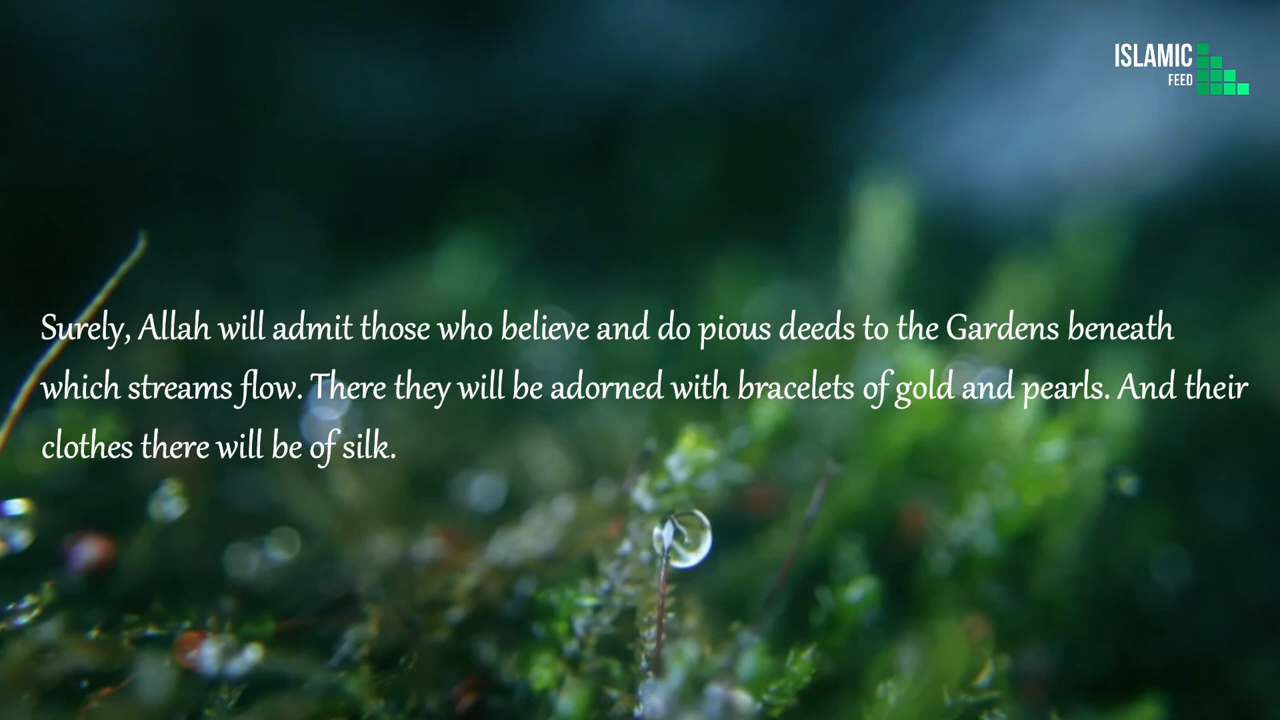 ISLAMIC
FEED
Surely, Allah will admit those who believe and do pious deeds to the Gardens beneath
which streams flow. There they will be adorned with bracelets of gold and pearls. And their
clothes there will be of silk.